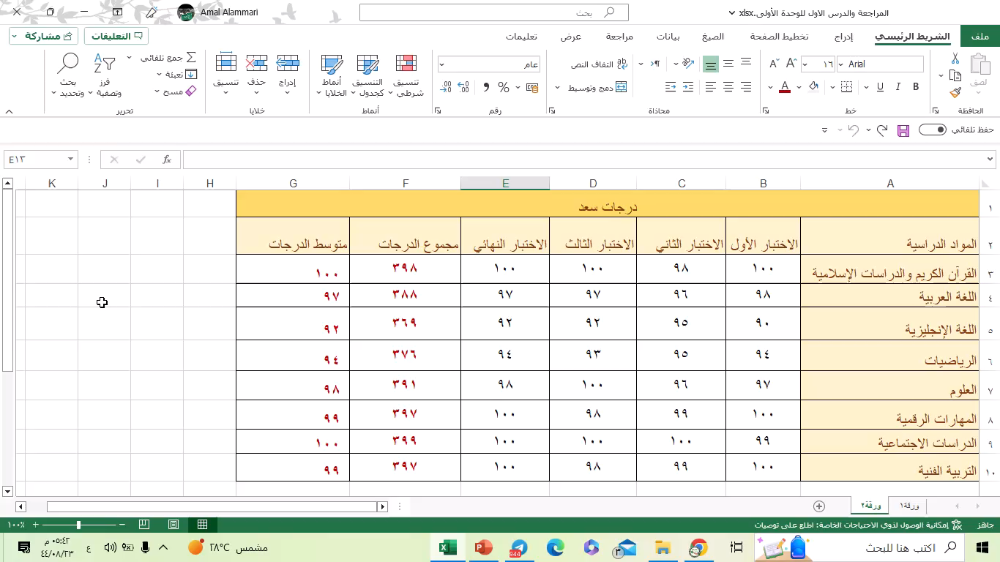 المراجعة والدرس الأول للوحدة الأولى.xlsx
بحث
Amal Alammari
ملف الشريط الرئيسي إدراج تخطيط الصفحة الصيغ بيانات مراجعة عرض تعليمات
التعليقات مشاركة
لصق Arial ١٦ التفاف النص عام
B I U دمج وتوسيط
تنسيق شرطي التنسيق كجدول أنماط الخلايا إدراج حذف تنسيق
جمع تلقائي تعبئة مسح فرز وتصفية بحث وتحديد
الحافظة خط محاذاة رقم أنماط خلايا تحرير
حفظ تلقائي
E١٣ fx
A B C D E F G H I J K
١ درجات سعد
٢ المواد الدراسية الاختبار الأول الاختبار الثاني الاختبار الثالث الاختبار النهائي مجموع الدرجات متوسط الدرجات
٣ القرآن الكريم والدراسات الإسلامية ١٠٠ ٩٨ ١٠٠ ١٠٠ ٣٩٨ ١٠٠
٤ اللغة العربية ٩٨ ٩٦ ٩٧ ٩٧ ٣٨٨ ٩٧
٥ اللغة الإنجليزية ٩٠ ٩٥ ٩٢ ٩٢ ٣٦٩ ٩٢
٦ الرياضيات ٩٤ ٩٥ ٩٣ ٩٤ ٣٧٦ ٩٤
٧ العلوم ٩٧ ٩٦ ١٠٠ ٩٨ ٣٩١ ٩٨
٨ المهارات الرقمية ١٠٠ ٩٩ ٩٨ ١٠٠ ٣٩٧ ٩٩
٩ الدراسات الاجتماعية ٩٩ ١٠٠ ١٠٠ ١٠٠ ٣٩٩ ١٠٠
١٠ التربية الفنية ١٠٠ ٩٩ ٩٨ ١٠٠ ٣٩٧ ٩٩
ورقة١ ورقة٢
جاهز إمكانية الوصول لذوي الاحتياجات الخاصة: اطلع على توصيات ١٠٠٪
اكتب هنا للبحث
944
٣
مشمس ٢٨°C
ع
٠٥:٤٢ م
٤٤/٠٨/٢٣